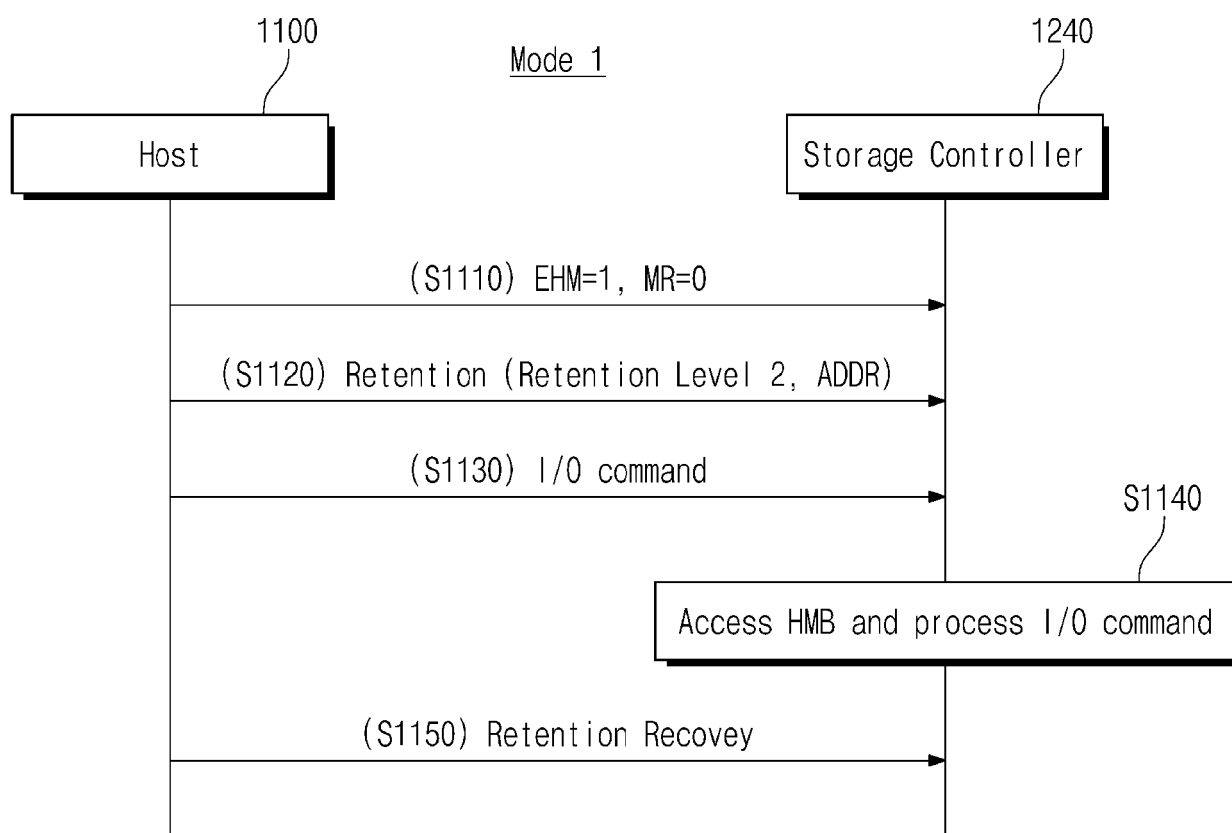 1100
Mode 1
1240
Host
Storage Controller
(S1110) EHM=1, MR=0
(S1120) Retention (Retention Level 2, ADDR)
(S1130) I/O command
S1140
Access HMB and process I/O command
(S1150) Retention Recovey